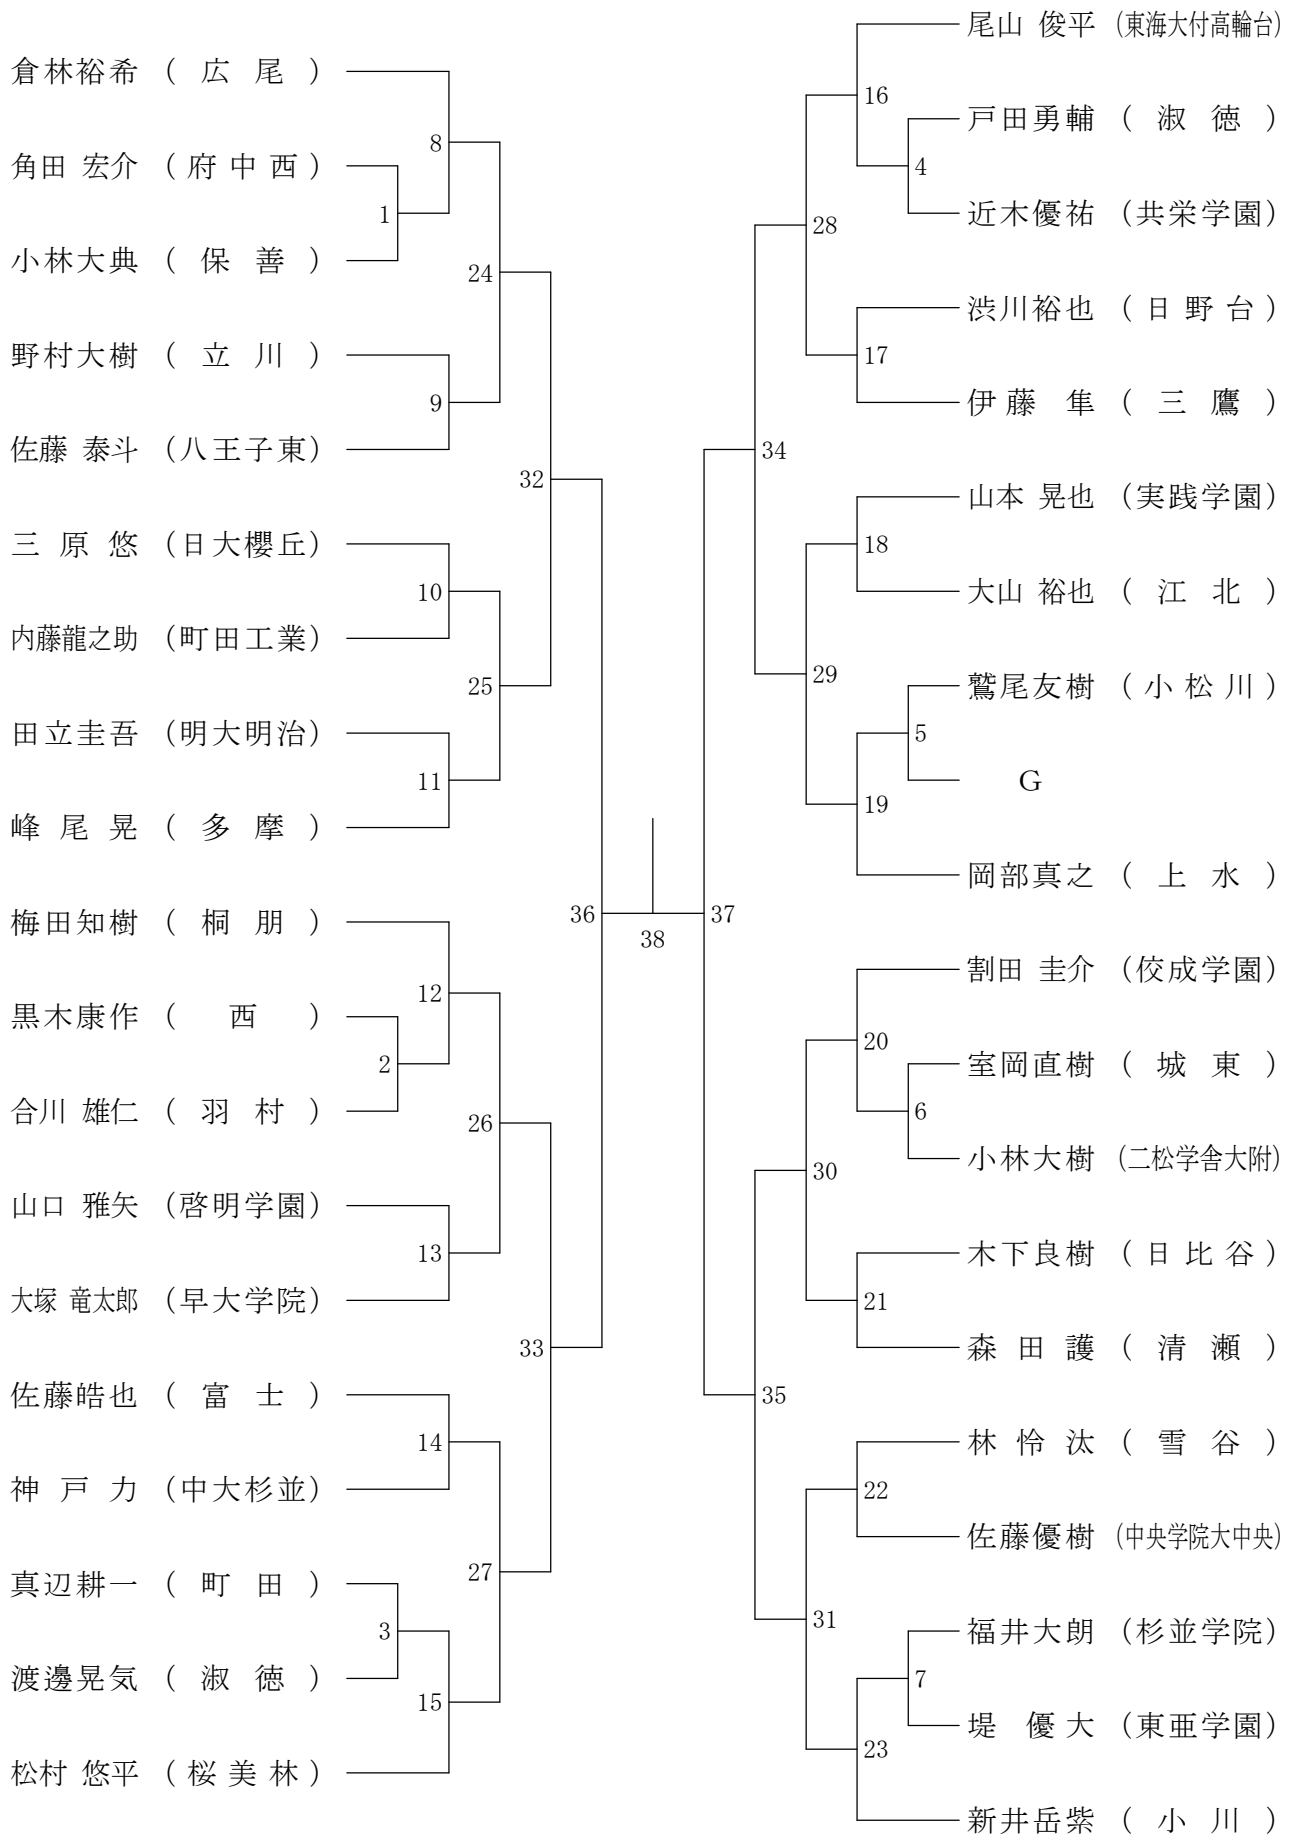 倉林裕希 (広尾)
8
角田 宏介 (府中西)
1
小林大典 (保善)
24
野村大樹 (立川)
9
佐藤 泰斗 (八王子東)
32
三原悠 (日大櫻丘)
10
内藤龍之助 (町田工業)
25
田立圭吾 (明大明治)
11
峰尾晃 (多摩)
36
梅田知樹 (桐朋)
12
黒木康作 (西)
2
合川 雄仁 (羽村)
26
山口 雅矢 (啓明学園)
13
大塚 竜太郎 (早大学院)
33
佐藤皓也 (富士)
14
神戸力 (中大杉並)
27
真辺耕一 (町田)
3
渡邊晃気 (淑徳)
15
松村 悠平 (桜美林)
38
尾山 俊平 (東海大付高輪台)
16
戸田勇輔 (淑徳)
4
近木優祐 (共栄学園)
28
渋川裕也 (日野台)
17
伊藤 隼 (三鷹)
34
山本 晃也 (実践学園)
18
大山 裕也 (江北)
29
鷲尾友樹 (小松川)
5
G
19
岡部真之 (上水)
37
割田 圭介 (佼成学園)
20
室岡直樹 (城東)
6
小林大樹 (二松学舎大附)
30
木下良樹 (日比谷)
21
森田護 (清瀬)
35
林怜汰 (雪谷)
22
佐藤優樹 (中央学院大中央)
31
福井大朗 (杉並学院)
7
堤 優大 (東亜学園)
23
新井岳紫 (小川)